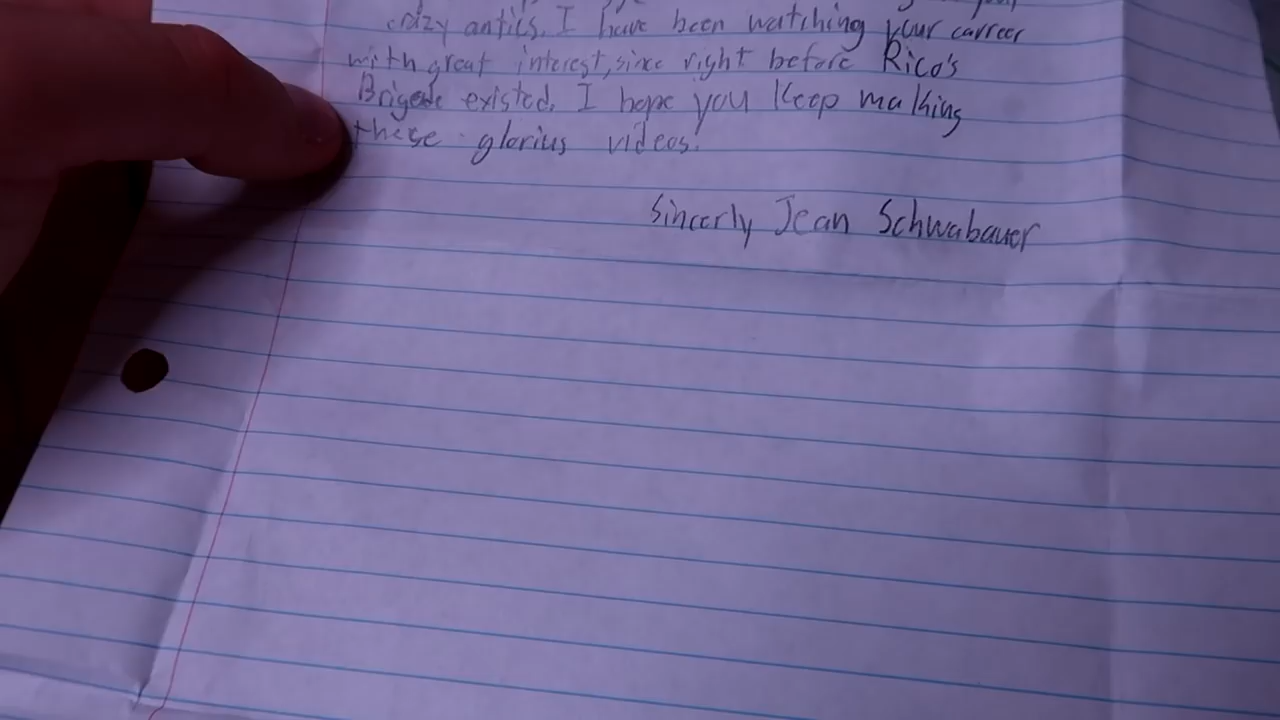 crazy antics. I have been watching your carreer
with great interest, since right before Rico's
Brigade existed. I hope you keep making
these glorius videos.
Sincerly Jean Schwabauer